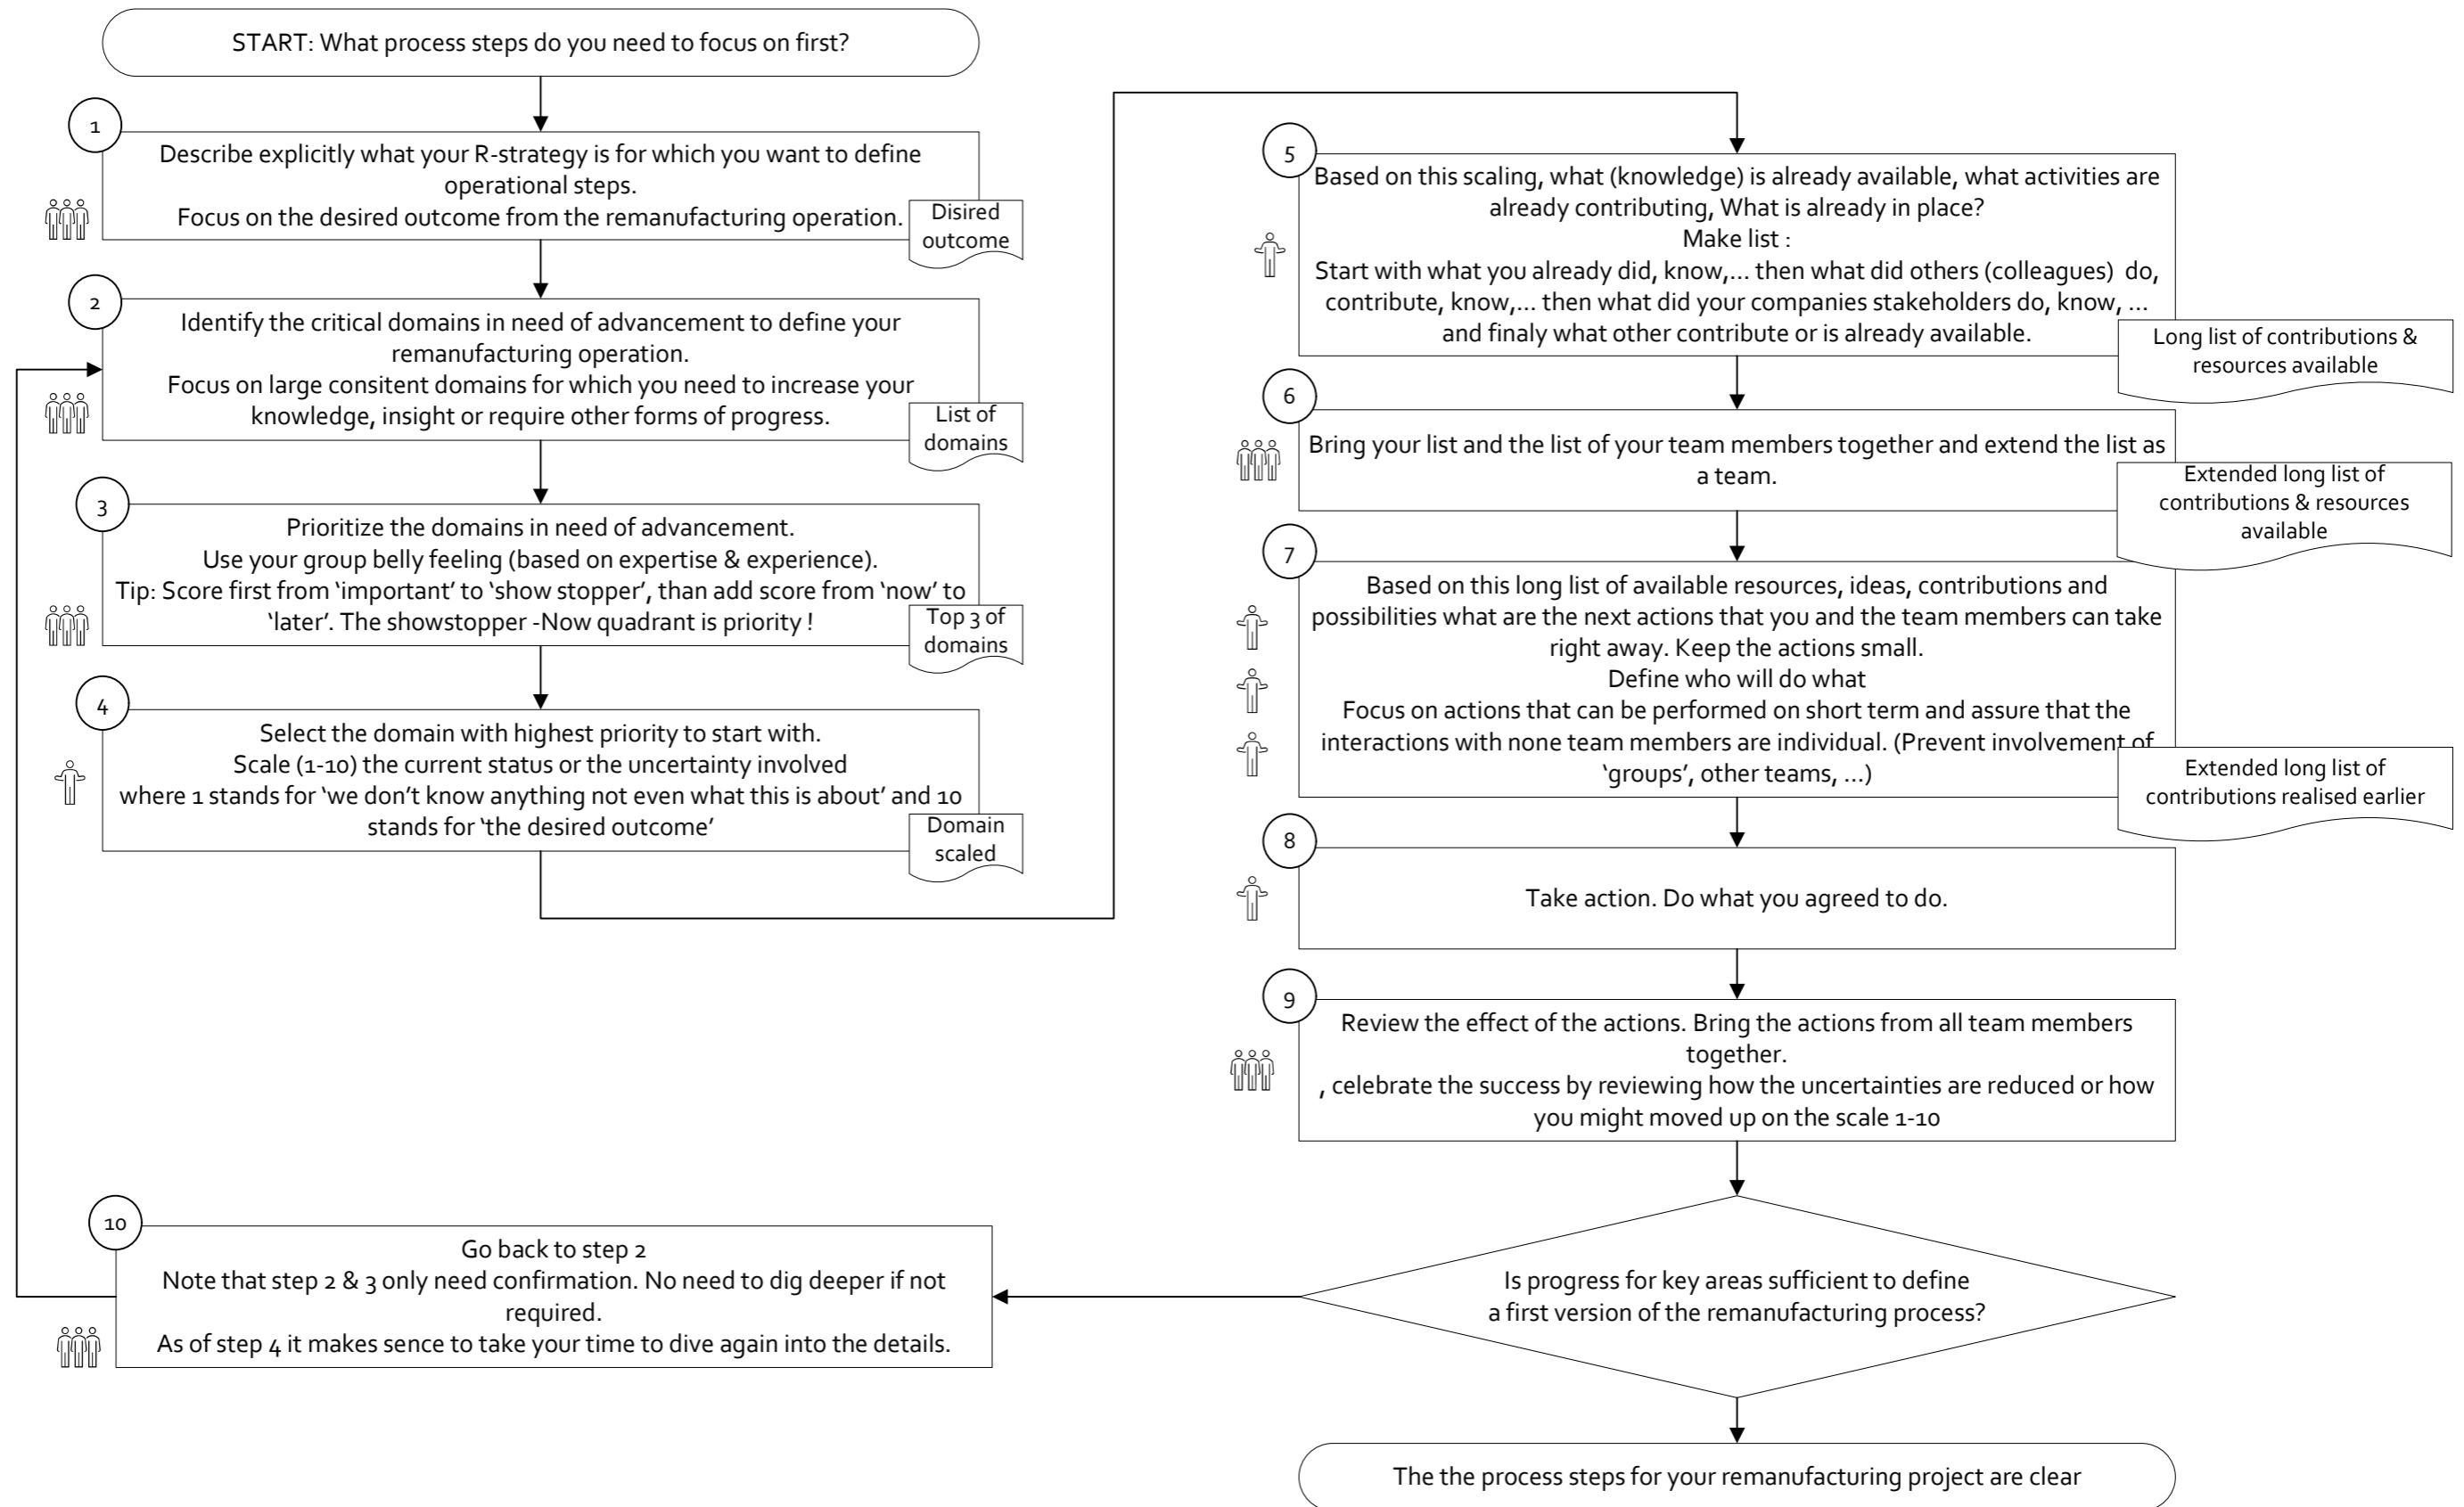 START: What process steps do you need to focus on first?
1
Describe explicitly what your R-strategy is for which you want to define
operational steps.
Focus on the desired outcome from the remanufacturing operation.
Disired
outcome
2
Identify the critical domains in need of advancement to define your
remanufacturing operation.
Focus on large consitent domains for which you need to increase your
knowledge, insight or require other forms of progress.
List of
domains
3
Prioritize the domains in need of advancement.
Use your group belly feeling (based on expertise & experience).
Tip: Score first from ‘important’ to ‘show stopper’, than add score from ‘now’ to
‘later’. The showstopper -Now quadrant is priority !
Top 3 of
domains
4
Select the domain with highest priority to start with.
Scale (1-10) the current status or the uncertainty involved
where 1 stands for ‘we don’t know anything not even what this is about’ and 10
stands for ‘the desired outcome’
Domain
scaled
5
Based on this scaling, what (knowledge) is already available, what activities are
already contributing, What is already in place?
Make list :
Start with what you already did, know,... then what did others (colleagues) do,
contribute, know,... then what did your companies stakeholders do, know, ...
and finaly what other contribute or is already available.
Long list of contributions &
resources available
6
Bring your list and the list of your team members together and extend the list as
a team.
Extended long list of
contributions & resources
available
7
Based on this long list of available resources, ideas, contributions and
possibilities what are the next actions that you and the team members can take
right away. Keep the actions small.
Define who will do what
Focus on actions that can be performed on short term and assure that the
interactions with none team members are individual. (Prevent involvement of
‘groups’, other teams, ...)
Extended long list of
contributions realised earlier
8
Take action. Do what you agreed to do.
9
Review the effect of the actions. Bring the actions from all team members
together.
, celebrate the success by reviewing how the uncertainties are reduced or how
you might moved up on the scale 1-10
Is progress for key areas sufficient to define
a first version of the remanufacturing process?
10
Go back to step 2
Note that step 2 & 3 only need confirmation. No need to dig deeper if not
required.
As of step 4 it makes sence to take your time to dive again into the details.
The the process steps for your remanufacturing project are clear